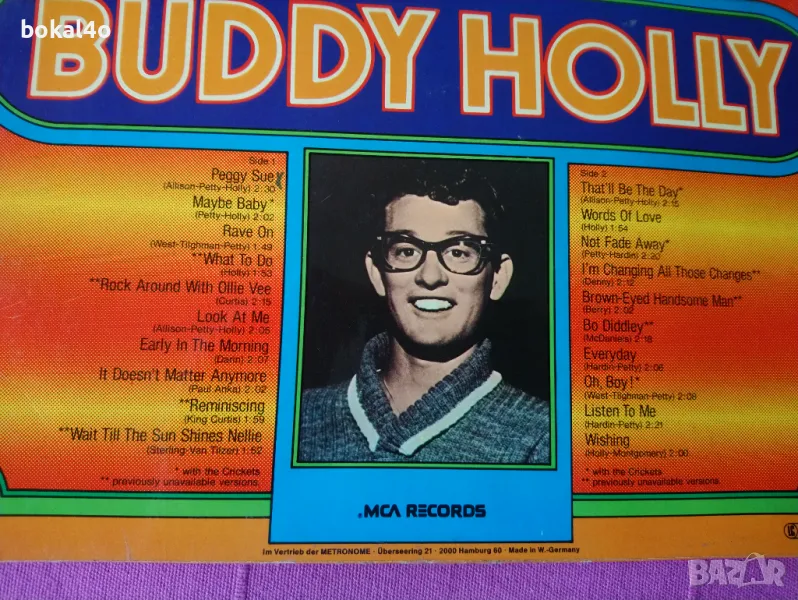 bokal4o
BUDDY HOLLY
Side 1
Peggy Sue*
(Allison-Petty-Holly) 2:30
Maybe Baby*
(Petty-Holly) 2:02
Rave On
(West-Tilghman-Petty) 1:49
**What To Do
(Holly) 1:53
**Rock Around With Ollie Vee
(Curtis) 2:15
Look At Me
(Allison-Petty-Holly) 2:05
Early In The Morning
(Darin) 2:07
It Doesn't Matter Anymore
(Paul Anka) 2:02
**Reminiscing
(King Curtis) 1:59
**Wait Till The Sun Shines Nellie
(Sterling-Van Tilzer) 1:52
* with the Crickets
** previously unavailable versions.
Side 2
That'll Be The Day*
(Allison-Petty-Holly) 2:15
Words Of Love
(Holly) 1:54
Not Fade Away*
(Petty-Hardin) 2:20
I'm Changing All Those Changes**
(Denny) 2:12
Brown-Eyed Handsome Man**
(Berry) 2:02
Bo Diddley**
(McDaniels) 2:18
Everyday
(Hardin-Petty) 2:06
Oh, Boy!*
(West-Tilghman-Petty) 2:08
Listen To Me
(Hardin-Petty) 2:21
Wishing
(Holly-Montgomery) 2:00
* with the Crickets
** previously unavailable versions.
.MCA RECORDS
Im Vertrieb der METRONOME · Überseering 21 · 2000 Hamburg 60 · Made in W.-Germany
BAZAR